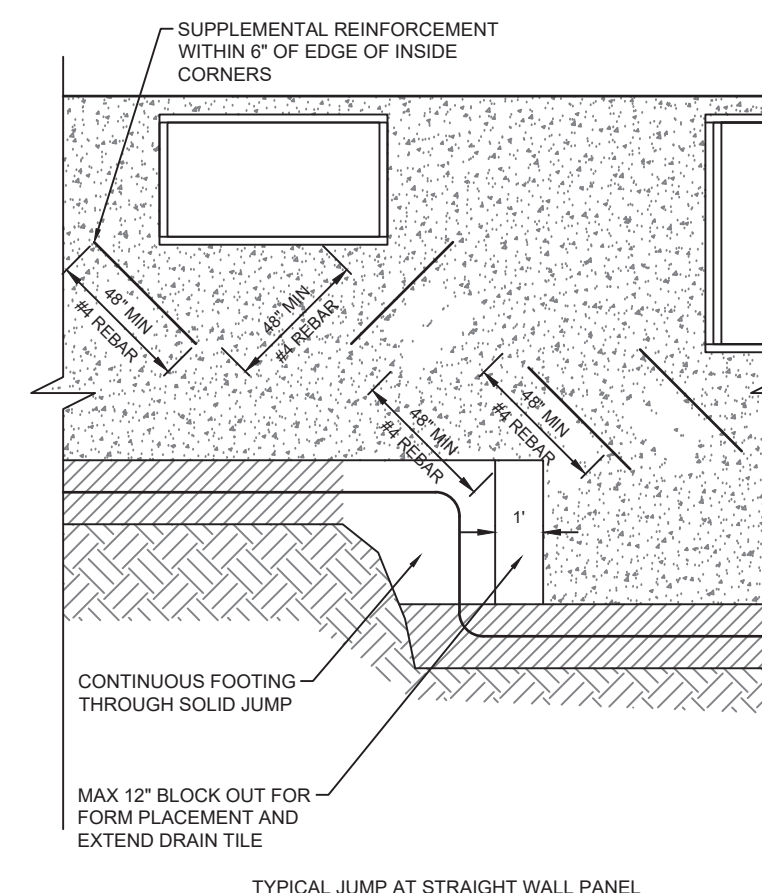 SUPPLEMENTAL REINFORCEMENT
WITHIN 6" OF EDGE OF INSIDE
CORNERS
48" MIN
#4 REBAR
48" MIN
#4 REBAR
48" MIN
#4 REBAR
48" MIN
#4 REBAR
1'
CONTINUOUS FOOTING
THROUGH SOLID JUMP
MAX 12" BLOCK OUT FOR
FORM PLACEMENT AND
EXTEND DRAIN TILE
TYPICAL JUMP AT STRAIGHT WALL PANEL